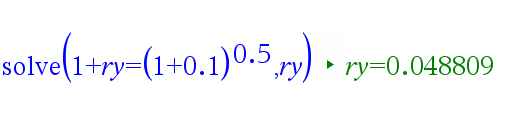 solve(1+ry=(1+0.1)^0.5,ry) ▸ ry=0.048809